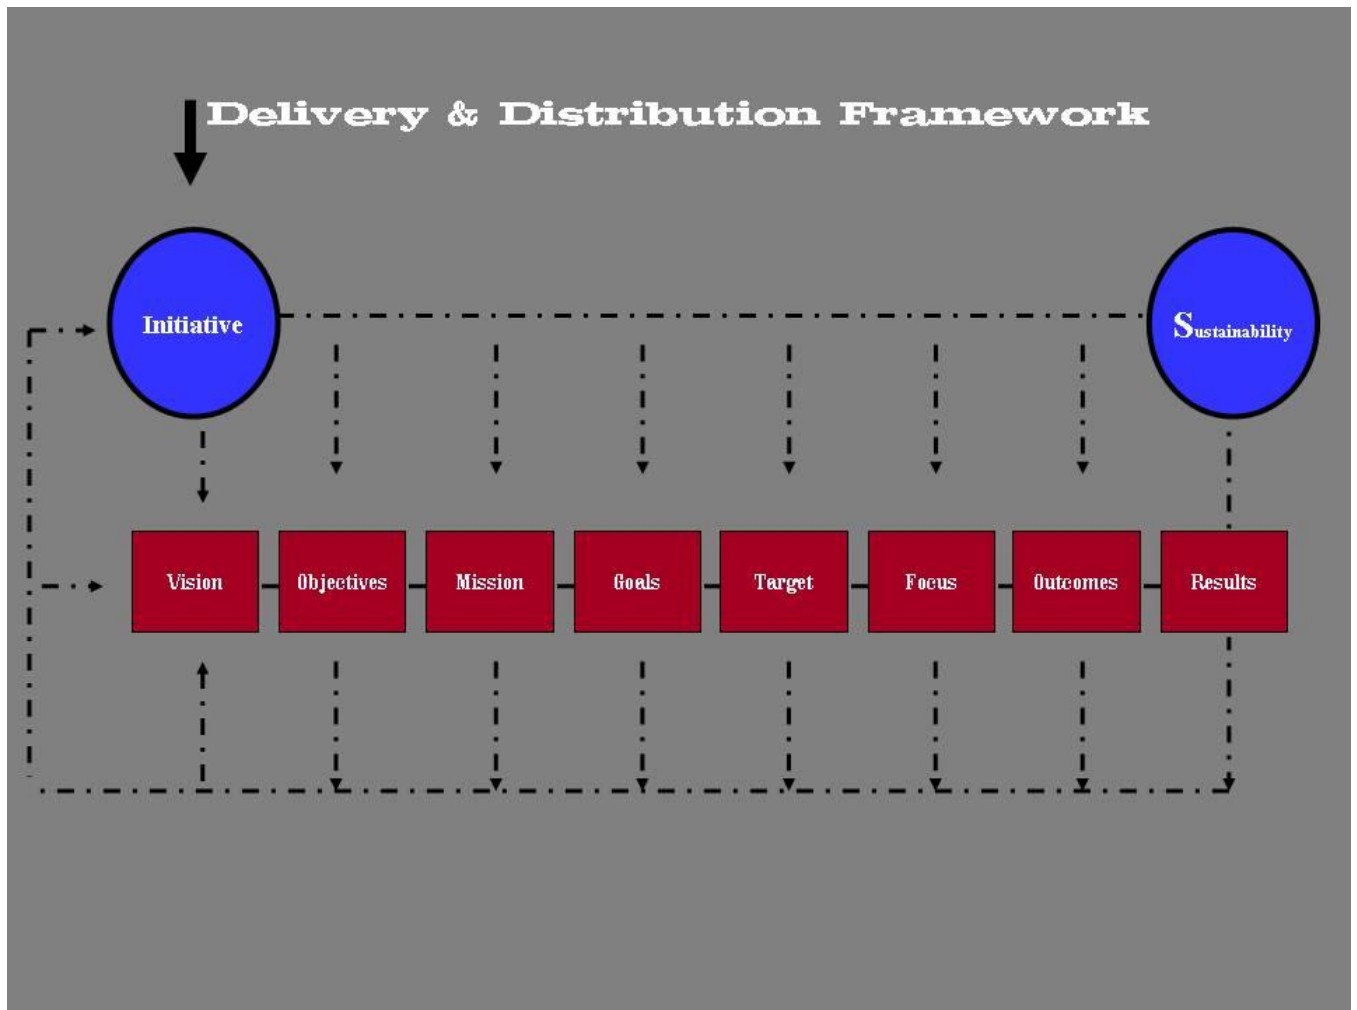 Delivery & Distribution Framework
Initiative
Sustainability
Vision
Objectives
Mission
Goals
Target
Focus
Outcomes
Results